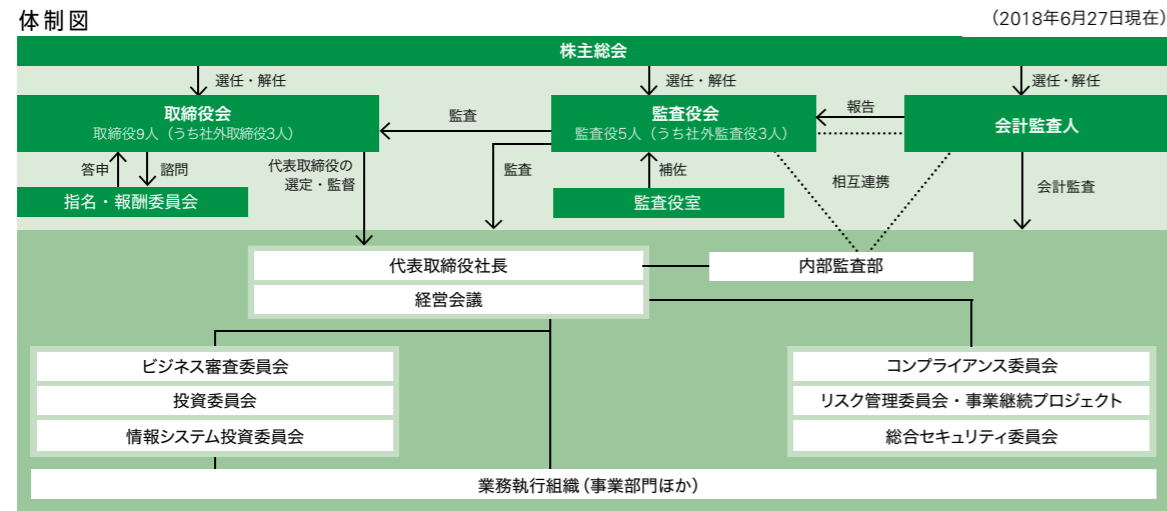 体制図
(2018年6月27日現在)
株主総会
選任・解任
選任・解任
選任・解任
取締役会
取締役9人(うち社外取締役3人)
監査
監査役会
監査役5人(うち社外監査役3人)
報告
会計監査人
答申
諮問
代表取締役の
選定・監督
監査
補佐
相互連携
会計監査
指名・報酬委員会
監査役室
代表取締役社長
内部監査部
経営会議
ビジネス審査委員会
投資委員会
情報システム投資委員会
コンプライアンス委員会
リスク管理委員会・事業継続プロジェクト
総合セキュリティ委員会
業務執行組織(事業部門ほか)